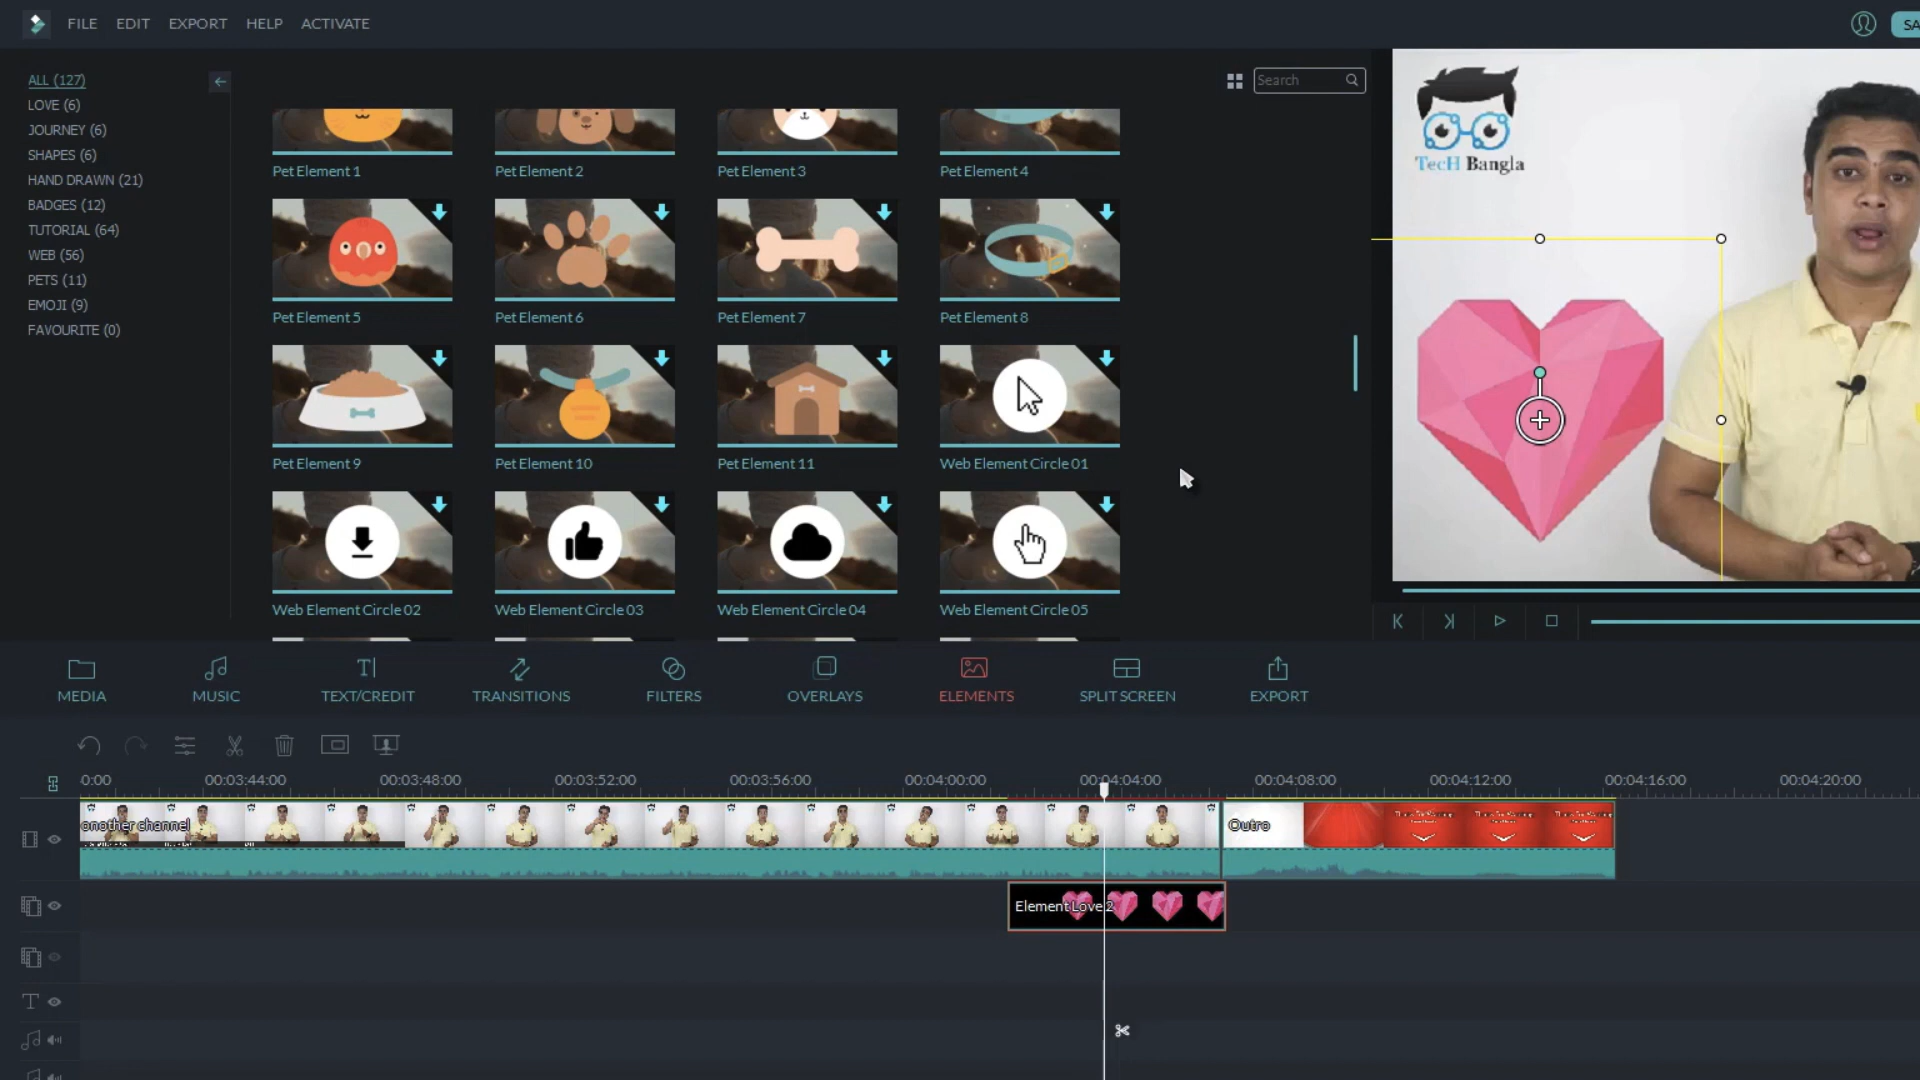 FILE EDIT EXPORT HELP ACTIVATE
SA
ALL (127)
LOVE (6)
JOURNEY (6)
SHAPES (6)
HAND DRAWN (21)
BADGES (12)
TUTORIAL (64)
WEB (56)
PETS (11)
EMOJI (9)
FAVOURITE (0)
Search
Pet Element 1 Pet Element 2 Pet Element 3 Pet Element 4
Pet Element 5 Pet Element 6 Pet Element 7 Pet Element 8
Pet Element 9 Pet Element 10 Pet Element 11 Web Element Circle 01
Web Element Circle 02 Web Element Circle 03 Web Element Circle 04 Web Element Circle 05
TecH Bangla
MEDIA MUSIC TEXT/CREDIT TRANSITIONS FILTERS OVERLAYS ELEMENTS SPLIT SCREEN EXPORT
0:00 00:03:44:00 00:03:48:00 00:03:52:00 00:03:56:00 00:04:00:00 00:04:04:00 00:04:08:00 00:04:12:00 00:04:16:00 00:04:20:00
onother channel
Outro
Element Love 2